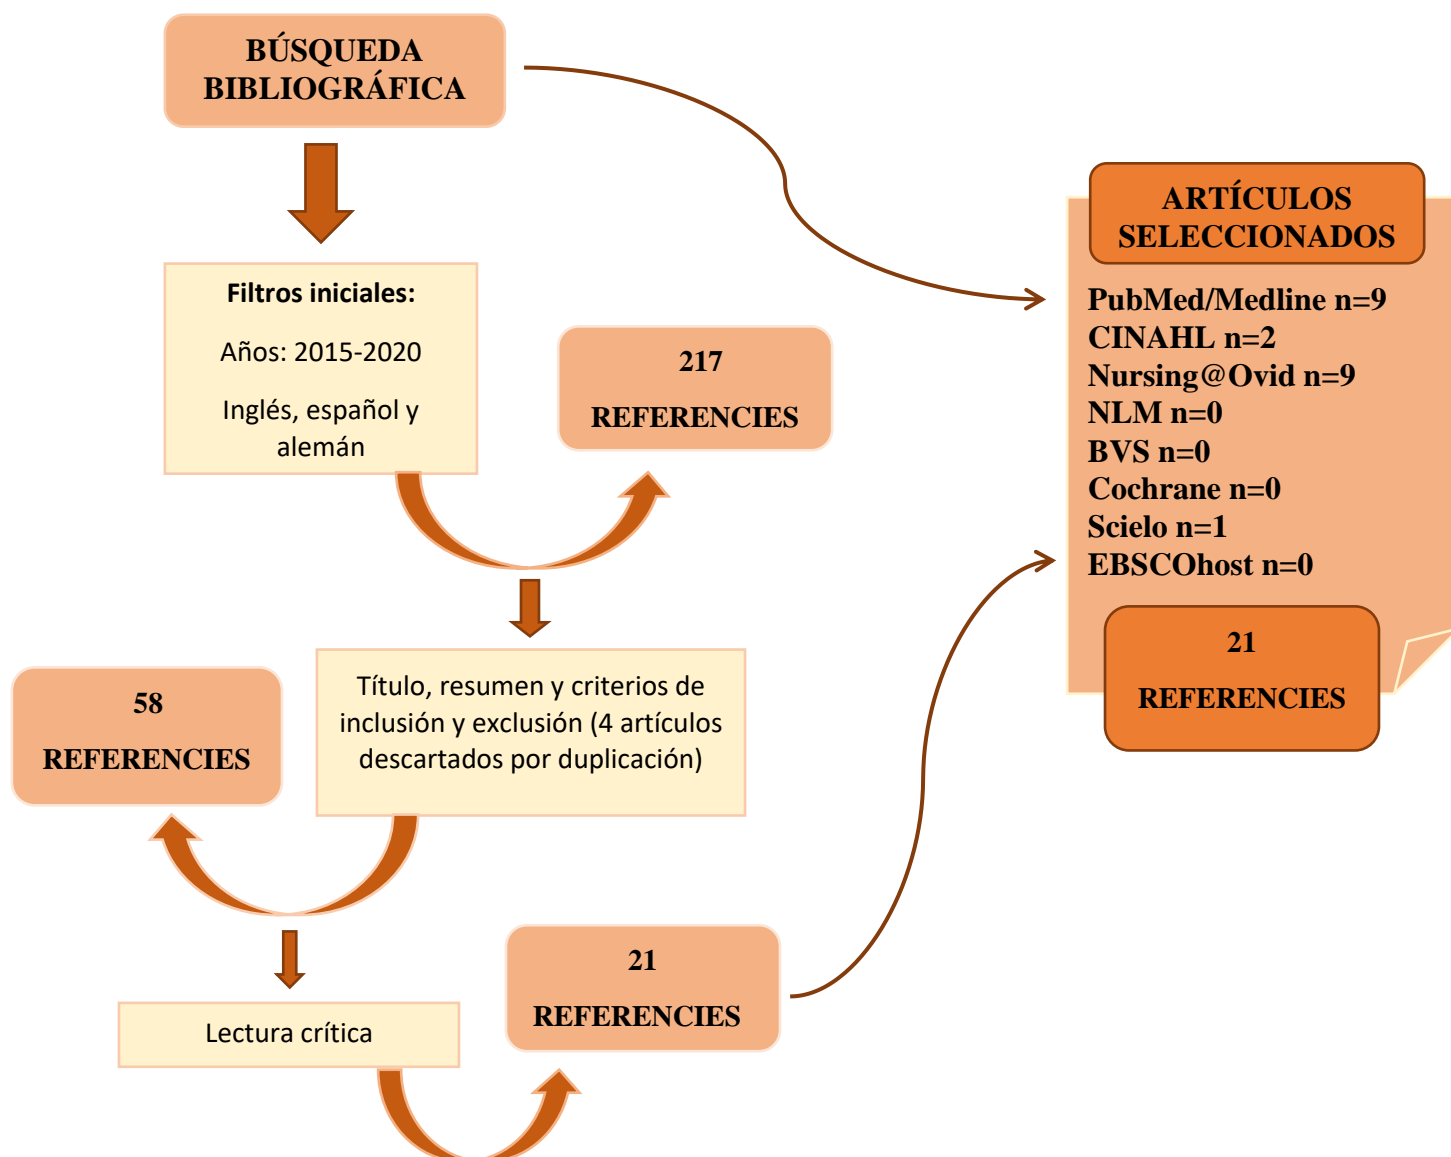 BÚSQUEDA
BIBLIOGRÁFICA
Filtros iniciales:
Años: 2015-2020
Inglés, español y
alemán
217
REFERENCIES
Título, resumen y criterios de
inclusión y exclusión (4 artículos
descartados por duplicación)
58
REFERENCIES
Lectura crítica
21
REFERENCIES
ARTÍCULOS
SELECCIONADOS
PubMed/Medline n=9
CINAHL n=2
Nursing@Ovid n=9
NLM n=0
BVS n=0
Cochrane n=0
Scielo n=1
EBSCOhost n=0
21
REFERENCIES